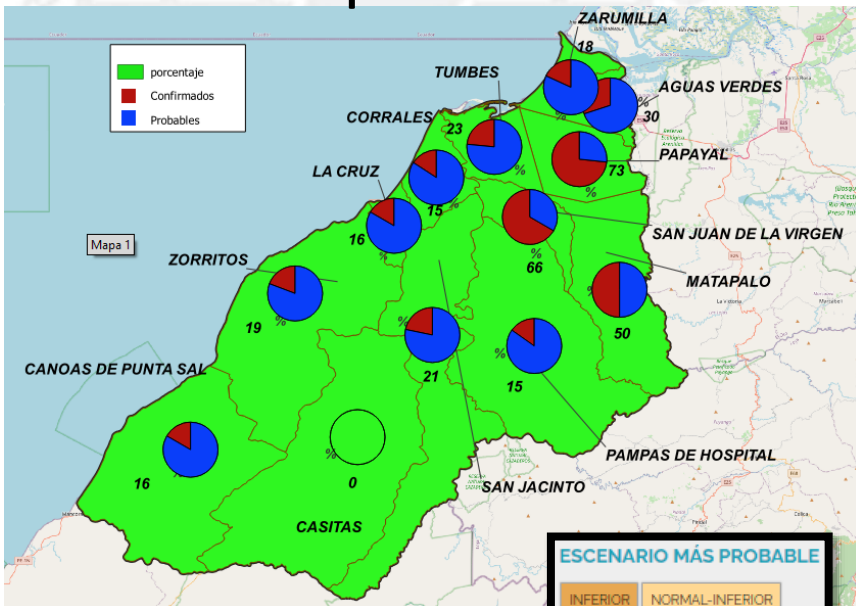 ZARUMILLA
18
porcentaje
Confirmados
Probables
TUMBES
AGUAS VERDES
%
30
%
CORRALES
23
PAPAYAL
73
%
%
LA CRUZ
15
%
16
%
SAN JUAN DE LA VIRGEN
%
66
Mapa 1
ZORRITOS
MATAPALO
%
50
19
%
%
21
%
15
CANOAS DE PUNTA SAL
PAMPAS DE HOSPITAL
16
%
%
0
SAN JACINTO
CASITAS
ESCENARIO MÁS PROBABLE
INFERIOR
NORMAL-INFERIOR